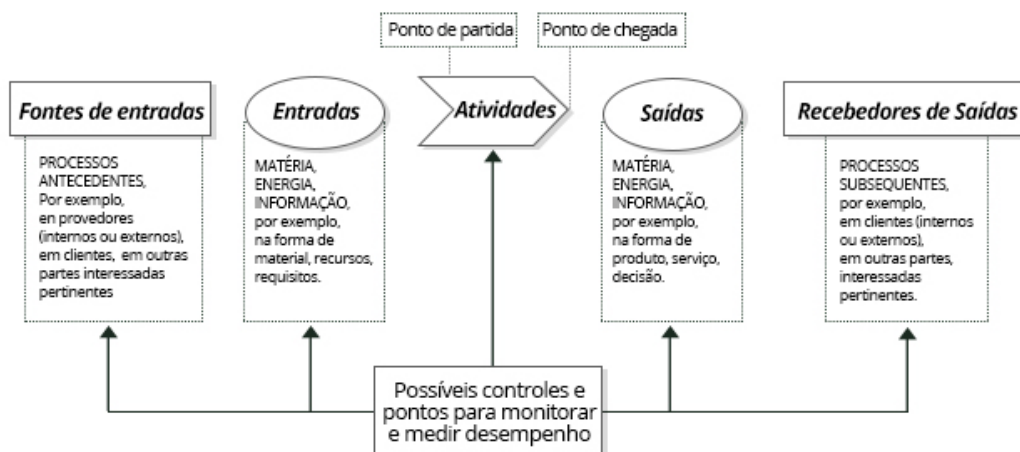 Ponto de partida
Ponto de chegada
Fontes de entradas
Entradas
Atividades
Saídas
Recebedores de Saídas
PROCESSOS
ANTECEDENTES,
Por exemplo,
en provedores
(internos ou externos),
em clientes, em outras
partes interessadas
pertinentes
MATÉRIA,
ENERGIA,
INFORMAÇÃO,
por exemplo,
na forma de
material, recursos,
requisitos.
MATÉRIA,
ENERGIA,
INFORMAÇÃO,
por exemplo,
na forma de
produto, serviço,
decisão.
PROCESSOS
SUBSEQUENTES,
por exemplo,
em clientes (internos
ou externos),
em outras partes,
interessadas
pertinentes.
Possíveis controles e
pontos para monitorar
e medir desempenho